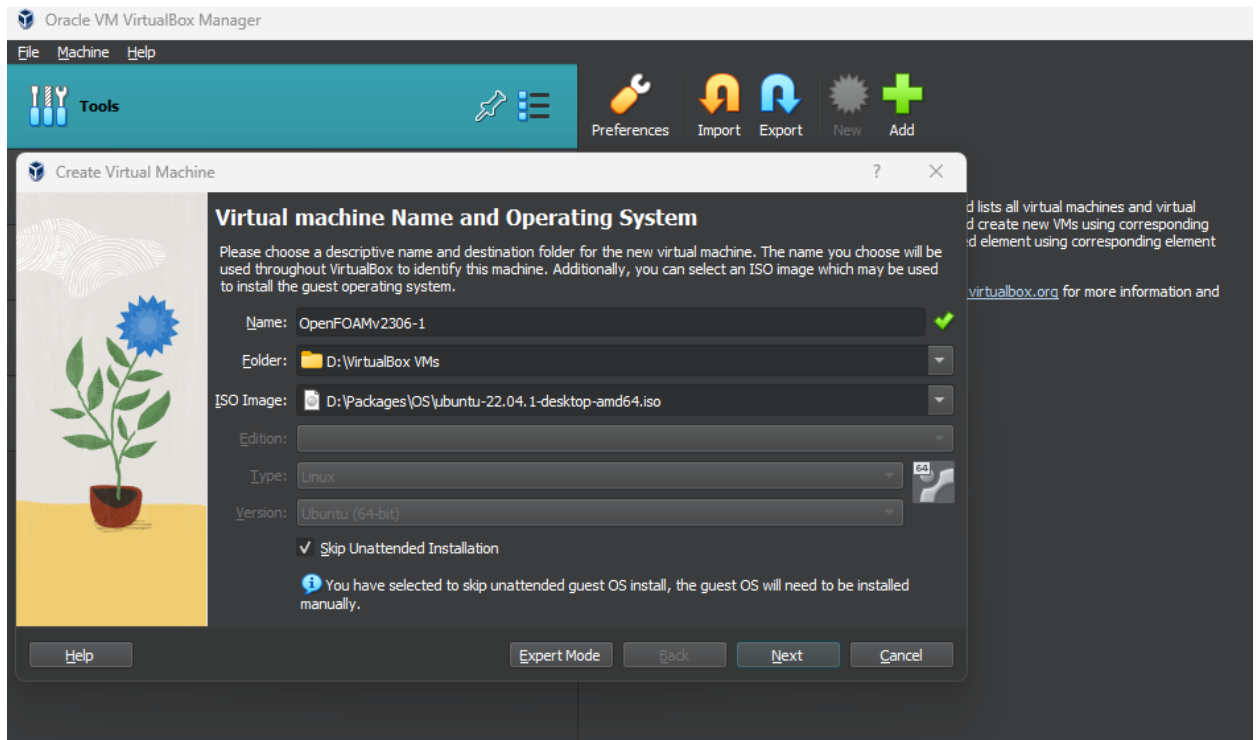 Oracle VM VirtualBox Manager
File Machine Help
Tools
Preferences Import Export New Add
Create Virtual Machine
?
Virtual machine Name and Operating System
Please choose a descriptive name and destination folder for the new virtual machine. The name you choose will be
used throughout VirtualBox to identify this machine. Additionally, you can select an ISO image which may be used
to install the guest operating system.
Name: OpenFOAMv2306-1
Folder: D:\VirtualBox VMs
ISO Image: D:\Packages\OS\ubuntu-22.04.1-desktop-amd64.iso
Edition:
Type: Linux
64
Version: Ubuntu (64-bit)
Skip Unattended Installation
You have selected to skip unattended guest OS install, the guest OS will need to be installed
manually.
Help Expert Mode Back Next Cancel
d lists all virtual machines and virtual
d create new VMs using corresponding
ed element using corresponding element
virtualbox.org for more information and